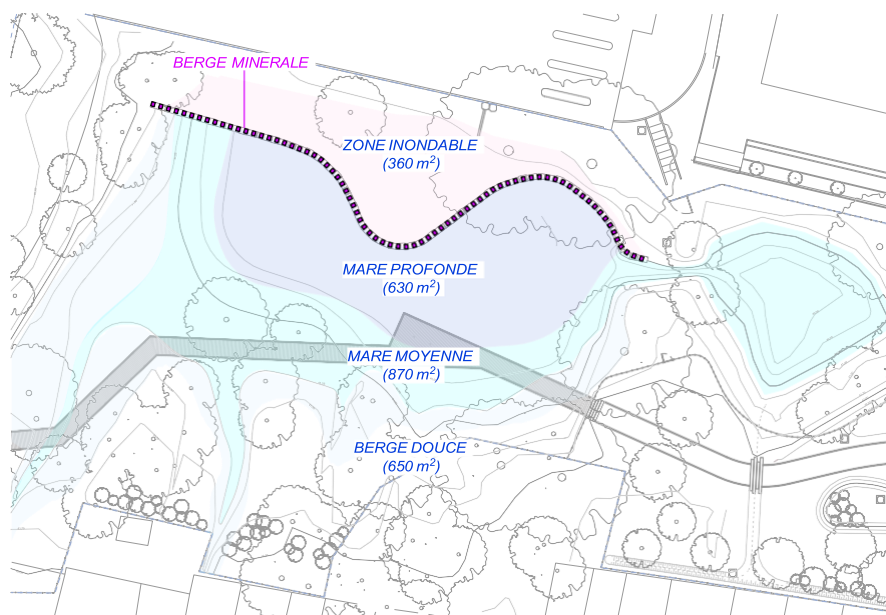 BERGE MINERALE
ZONE INONDABLE
(360 m²)
MARE PROFONDE
(630 m²)
MARE MOYENNE
(870 m²)
BERGE DOUCE
(650 m²)